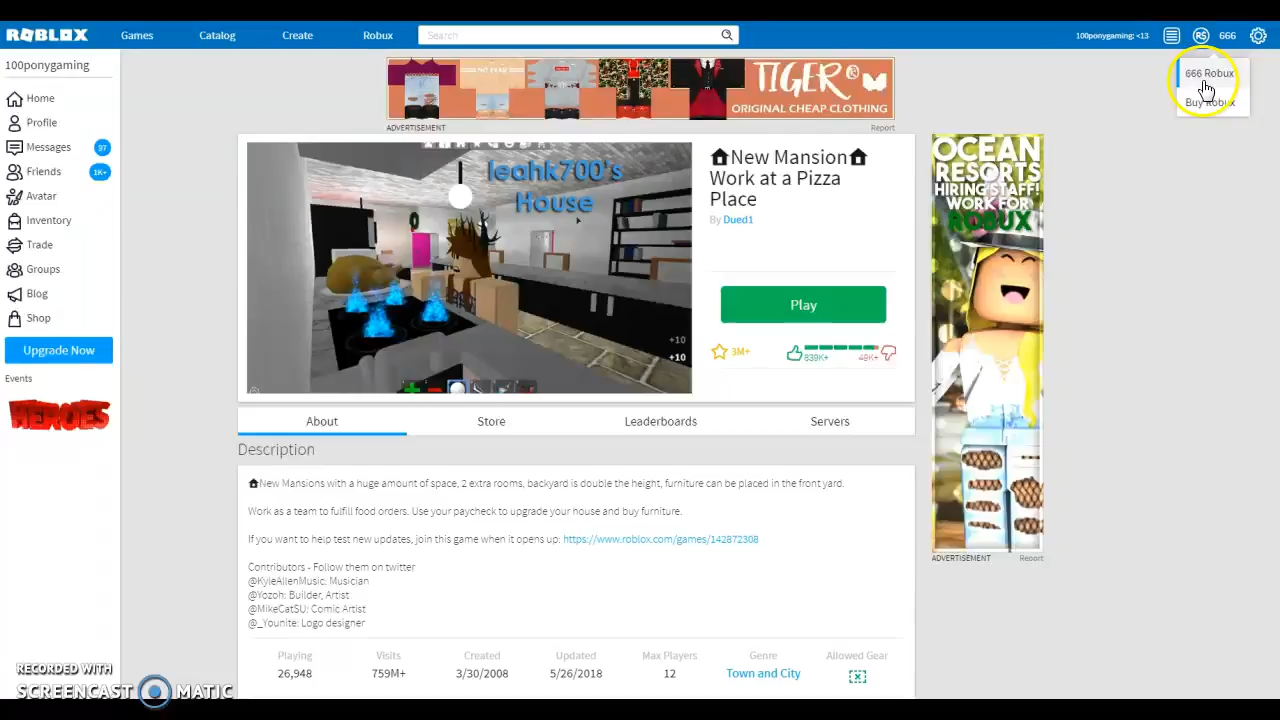 ROBLOX
Games
Catalog
Create
Robux
Search
100ponygaming: <13
666
100ponygaming
Home
Profile
Messages 97
Friends 1K+
Avatar
Inventory
Trade
Groups
Blog
Shop
Upgrade Now
Events
HEROES
666 Robux
Buy Robux
TIGER®
ORIGINAL CHEAP CLOTHING
ADVERTISEMENT
Report
leahk700's
House
+10
+10
New Mansion
Work at a Pizza
Place
By Dued1
Play
3M+
839K+
49K+
OCEAN
RESORTS
HIRING STAFF!
WORK FOR
ROBUX
ADVERTISEMENT
Report
About
Store
Leaderboards
Servers
Description
New Mansions with a huge amount of space, 2 extra rooms, backyard is double the height, furniture can be placed in the front yard.
Work as a team to fulfill food orders. Use your paycheck to upgrade your house and buy furniture.
If you want to help test new updates, join this game when it opens up: https://www.roblox.com/games/142872308
Contributors - Follow them on twitter
@KyleAllenMusic: Musician
@Yozoh: Builder, Artist
@MikeCatSU: Comic Artist
@_Younite: Logo designer
Playing
Visits
Created
Updated
Max Players
Genre
Allowed Gear
26,948
759M+
3/30/2008
5/26/2018
12
Town and City
RECORDED WITH
SCREENCAST MATIC